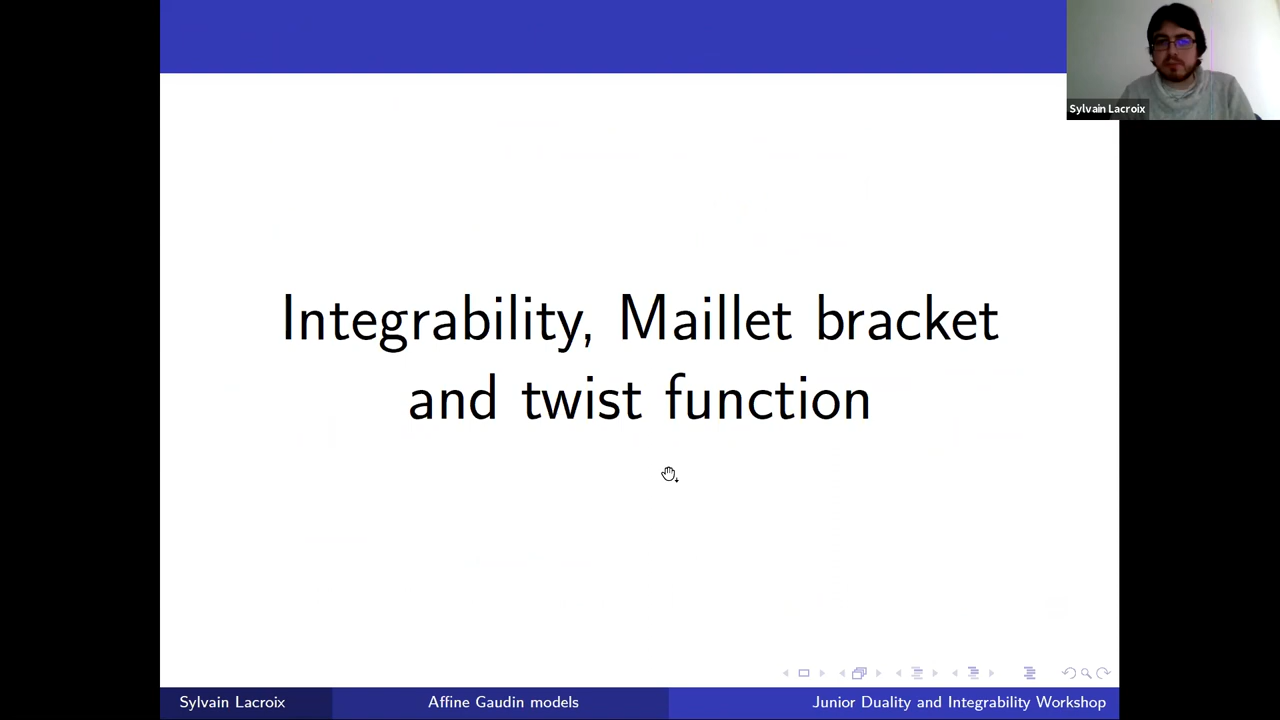 Sylvain Lacroix
Integrability, Maillet bracket
and twist function
Sylvain Lacroix
Affine Gaudin models
Junior Duality and Integrability Workshop